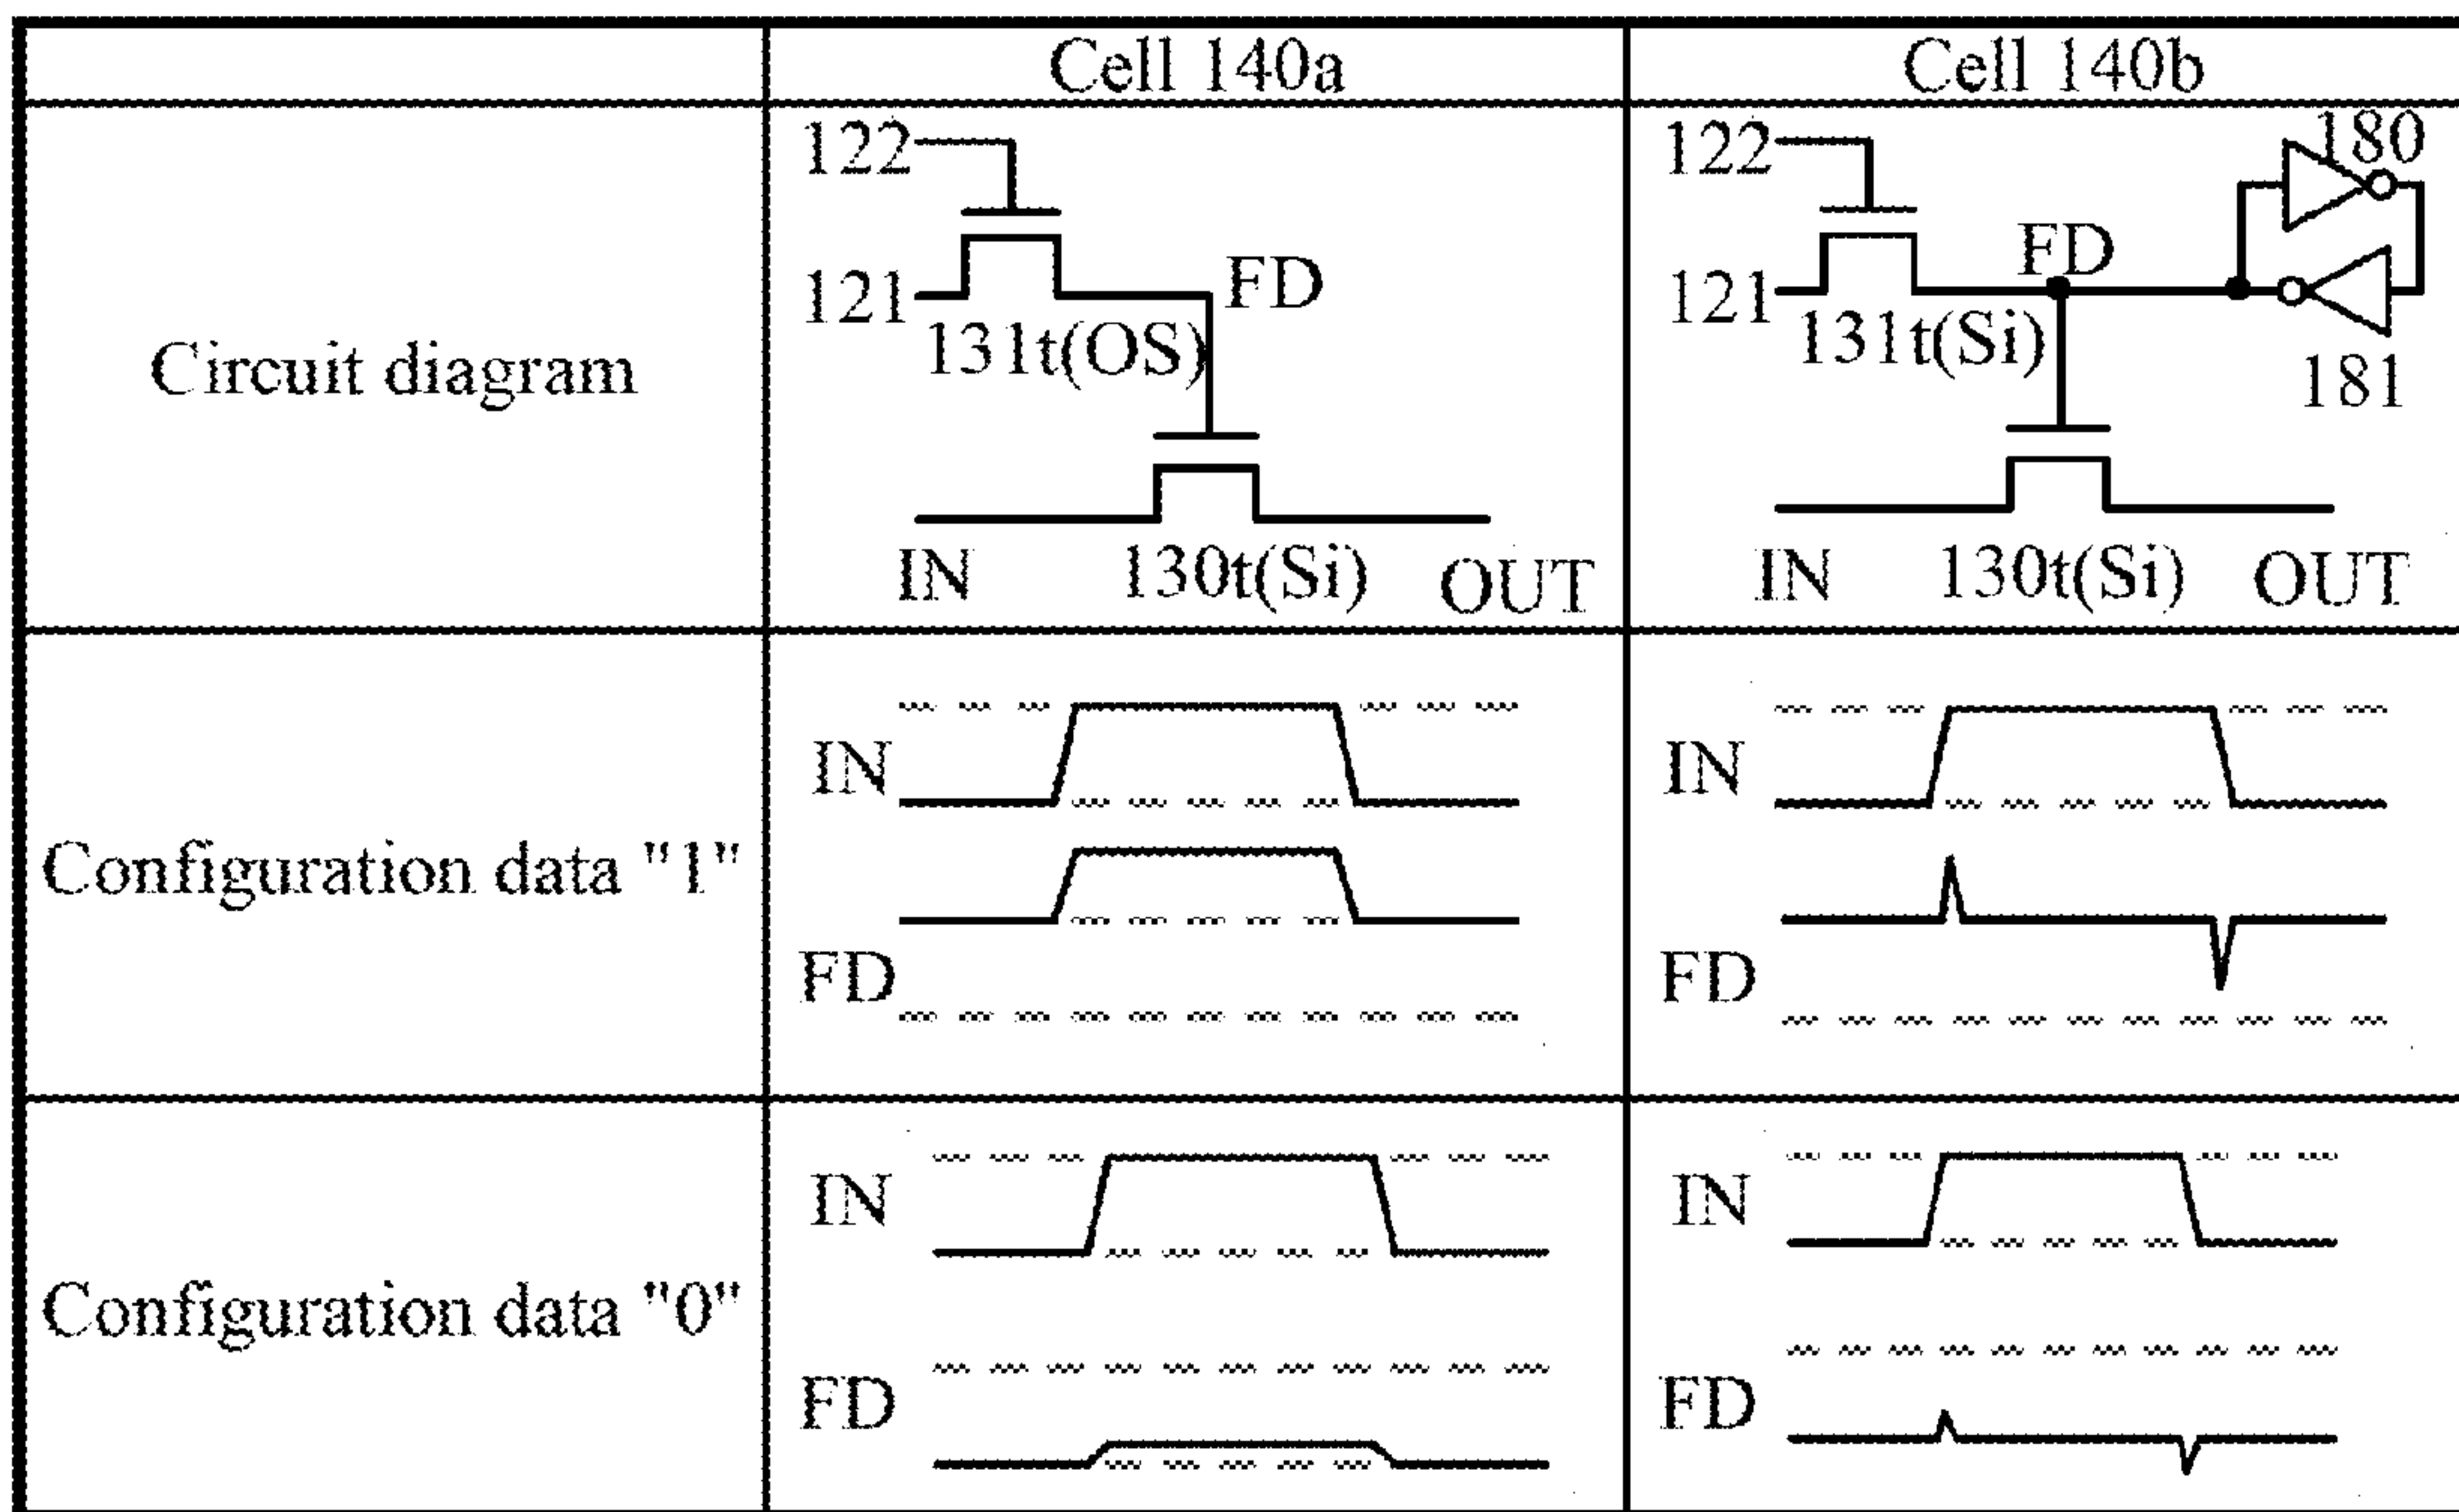 Cell 140a
Cell 140b
Circuit diagram
122
121
131t(OS)
FD
IN
130t(Si)
OUT
122
121
131t(Si)
FD
180
181
IN
130t(Si)
OUT
Configuration data "1"
IN
FD
IN
FD
Configuration data "0"
IN
FD
IN
FD